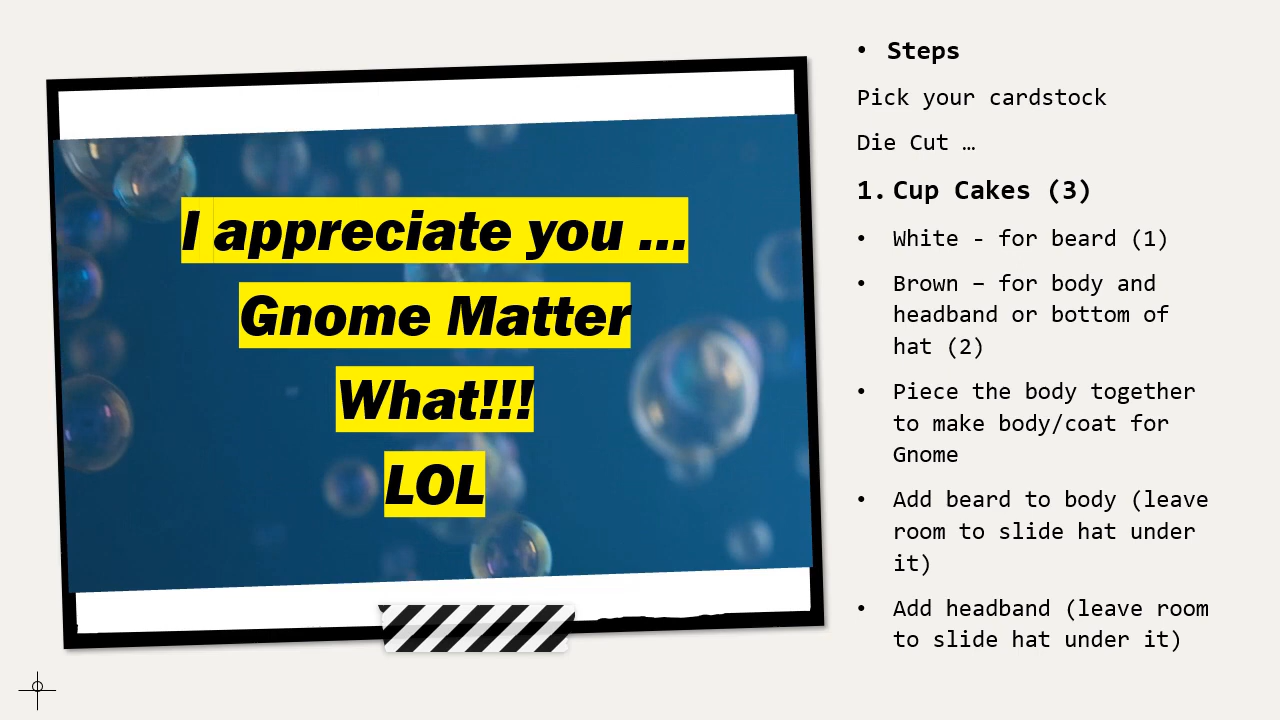 I appreciate you …
Gnome Matter
What!!!
LOL
• Steps
Pick your cardstock
Die Cut …
1. Cup Cakes (3)
• White - for beard (1)
• Brown – for body and
headband or bottom of
hat (2)
• Piece the body together
to make body/coat for
Gnome
• Add beard to body (leave
room to slide hat under
it)
• Add headband (leave room
to slide hat under it)